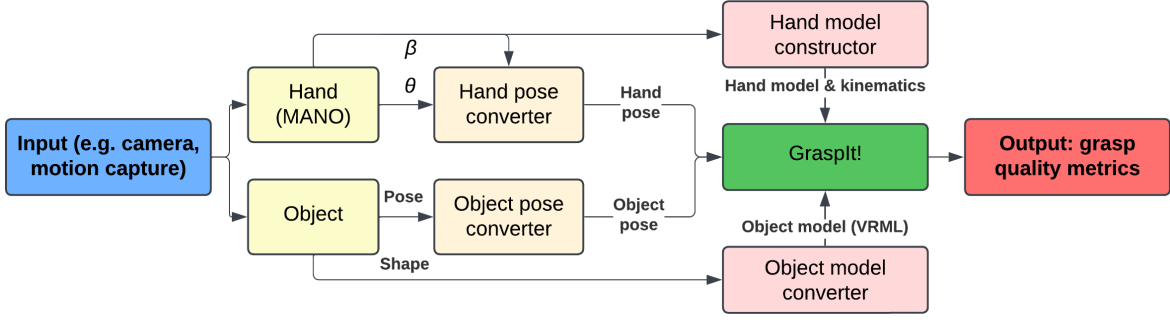 Input (e.g. camera,
motion capture)
Hand
(MANO)
β
θ
Hand pose
converter
Hand
pose
Hand model
constructor
Hand model & kinematics
GraspIt!
Output: grasp
quality metrics
Object
Pose
Object pose
converter
Object
pose
Object model (VRML)
Shape
Object model
converter